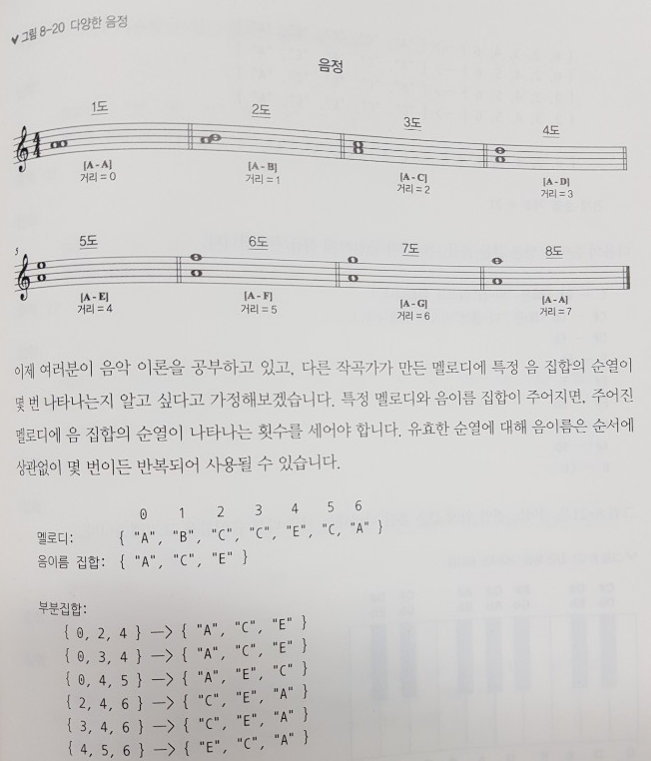 ✔ 그림 8-20 다양한 음정
음정
1도 2도 3도 4도
[A - A] [A - B] [A - C] [A - D]
거리 = 0 거리 = 1 거리 = 2 거리 = 3
5
5도 6도 7도 8도
[A - E] [A - F] [A - G] [A - A]
거리 = 4 거리 = 5 거리 = 6 거리 = 7
이제 여러분이 음악 이론을 공부하고 있고, 다른 작곡가가 만든 멜로디에 특정 음 집합의 순열이
몇 번 나타나는지 알고 싶다고 가정해보겠습니다. 특정 멜로디와 음이름 집합이 주어지면, 주어진
멜로디에 음 집합의 순열이 나타나는 횟수를 세어야 합니다. 유효한 순열에 대해 음이름은 순서에
상관없이 몇 번이든 반복되어 사용될 수 있습니다.
0 1 2 3 4 5 6
멜로디: { "A", "B", "C", "C", "E", "C, "A" }
음이름 집합: { "A", "C", "E" }
부분집합:
{ 0, 2, 4 } —> { "A", "C", "E" }
{ 0, 3, 4 } —> { "A", "C", "E" }
{ 0, 4, 5 } —> { "A", "E", "C" }
{ 2, 4, 6 } —> { "C", "E", "A" }
{ 3, 4, 6 } —> { "C", "E", "A" }
{ 4, 5, 6 } —> { "E", "C", "A" }